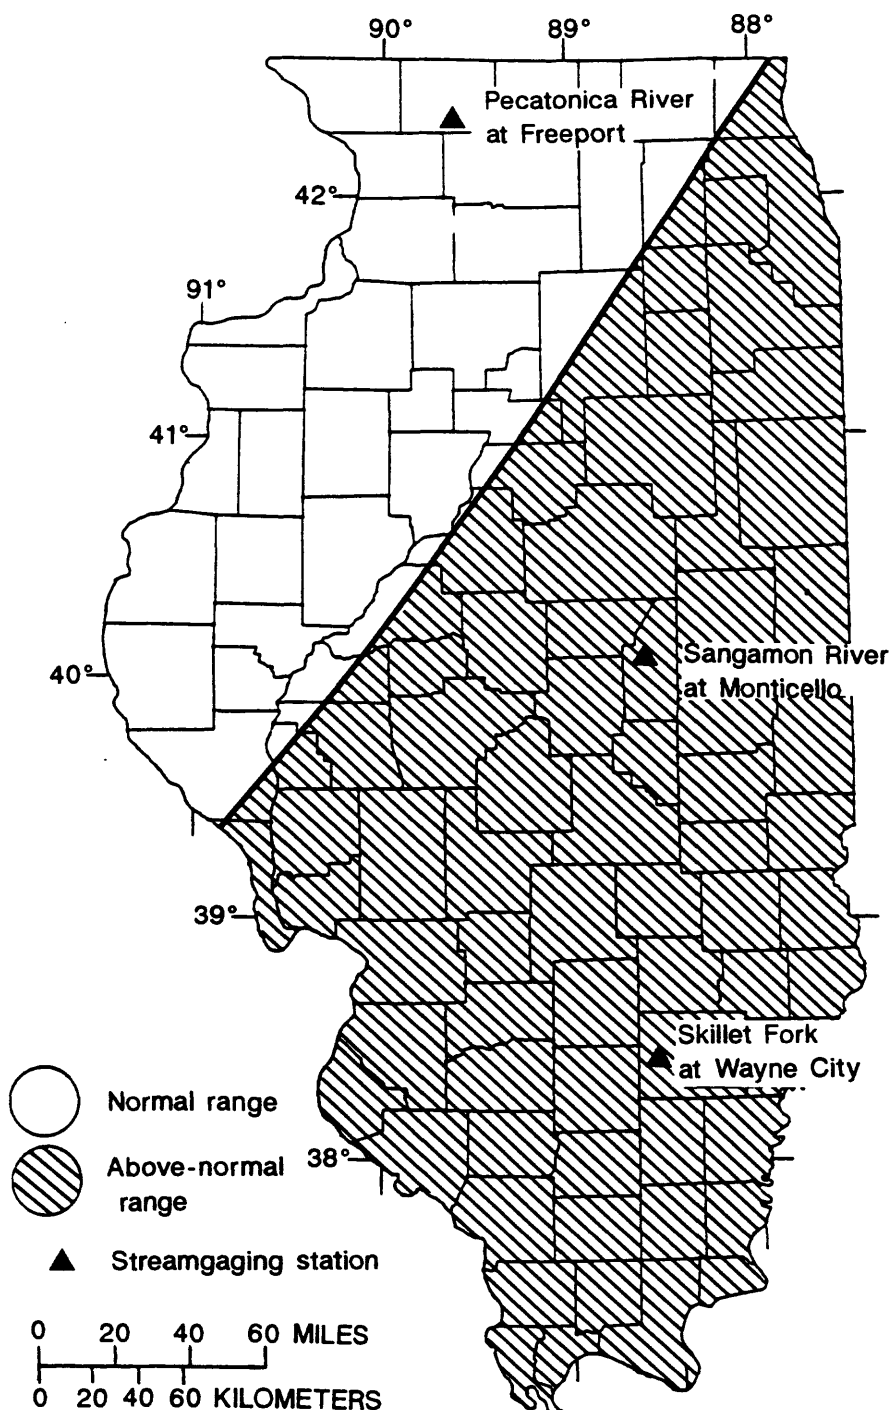 90° 89° 88°
Pecatonica River
at Freeport
42°
91°
41°
Sangamon River
at Monticello
40°
39°
Skillet Fork
at Wayne City
Normal range
38°
Above-normal
range
Streamgaging station
0 20 40 60 MILES
0 20 40 60 KILOMETERS